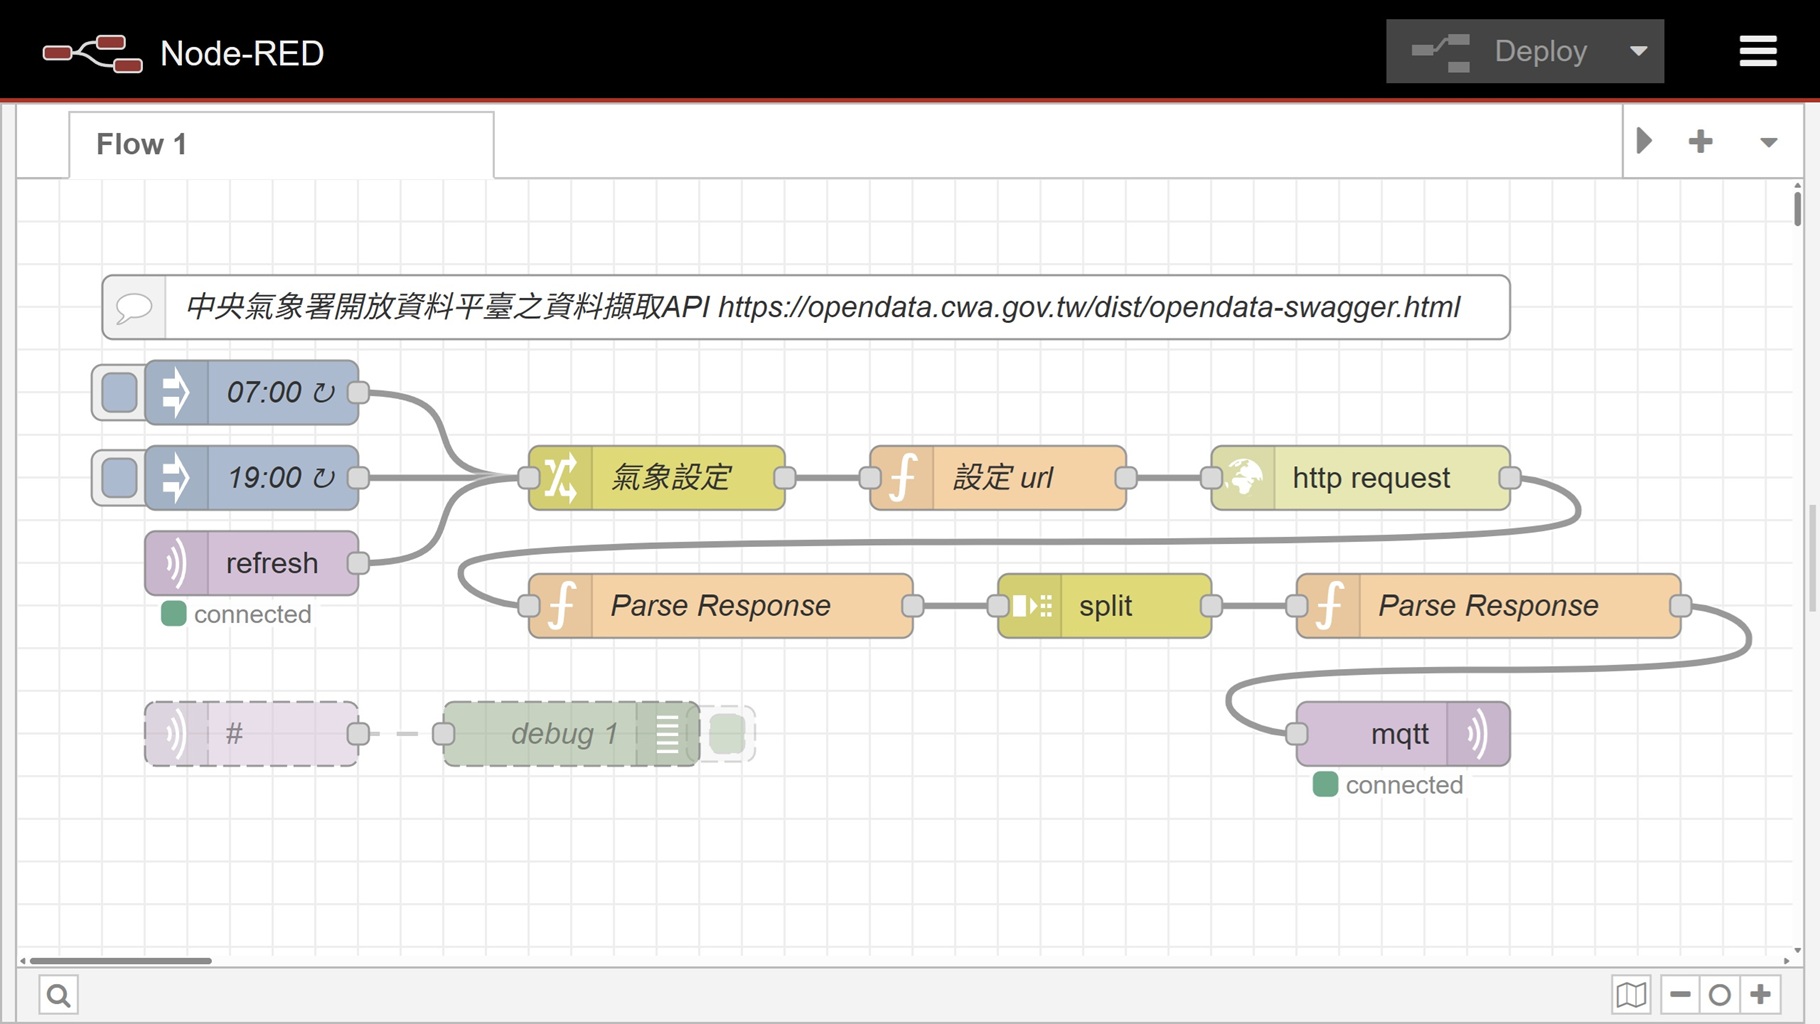 Node-RED
Deploy
Flow 1
中央氣象署開放資料平臺之資料擷取API https://opendata.cwa.gov.tw/dist/opendata-swagger.html
07:00 ↻
19:00 ↻
氣象設定
設定 url
http request
refresh
connected
Parse Response
split
Parse Response
#
debug 1
mqtt
connected